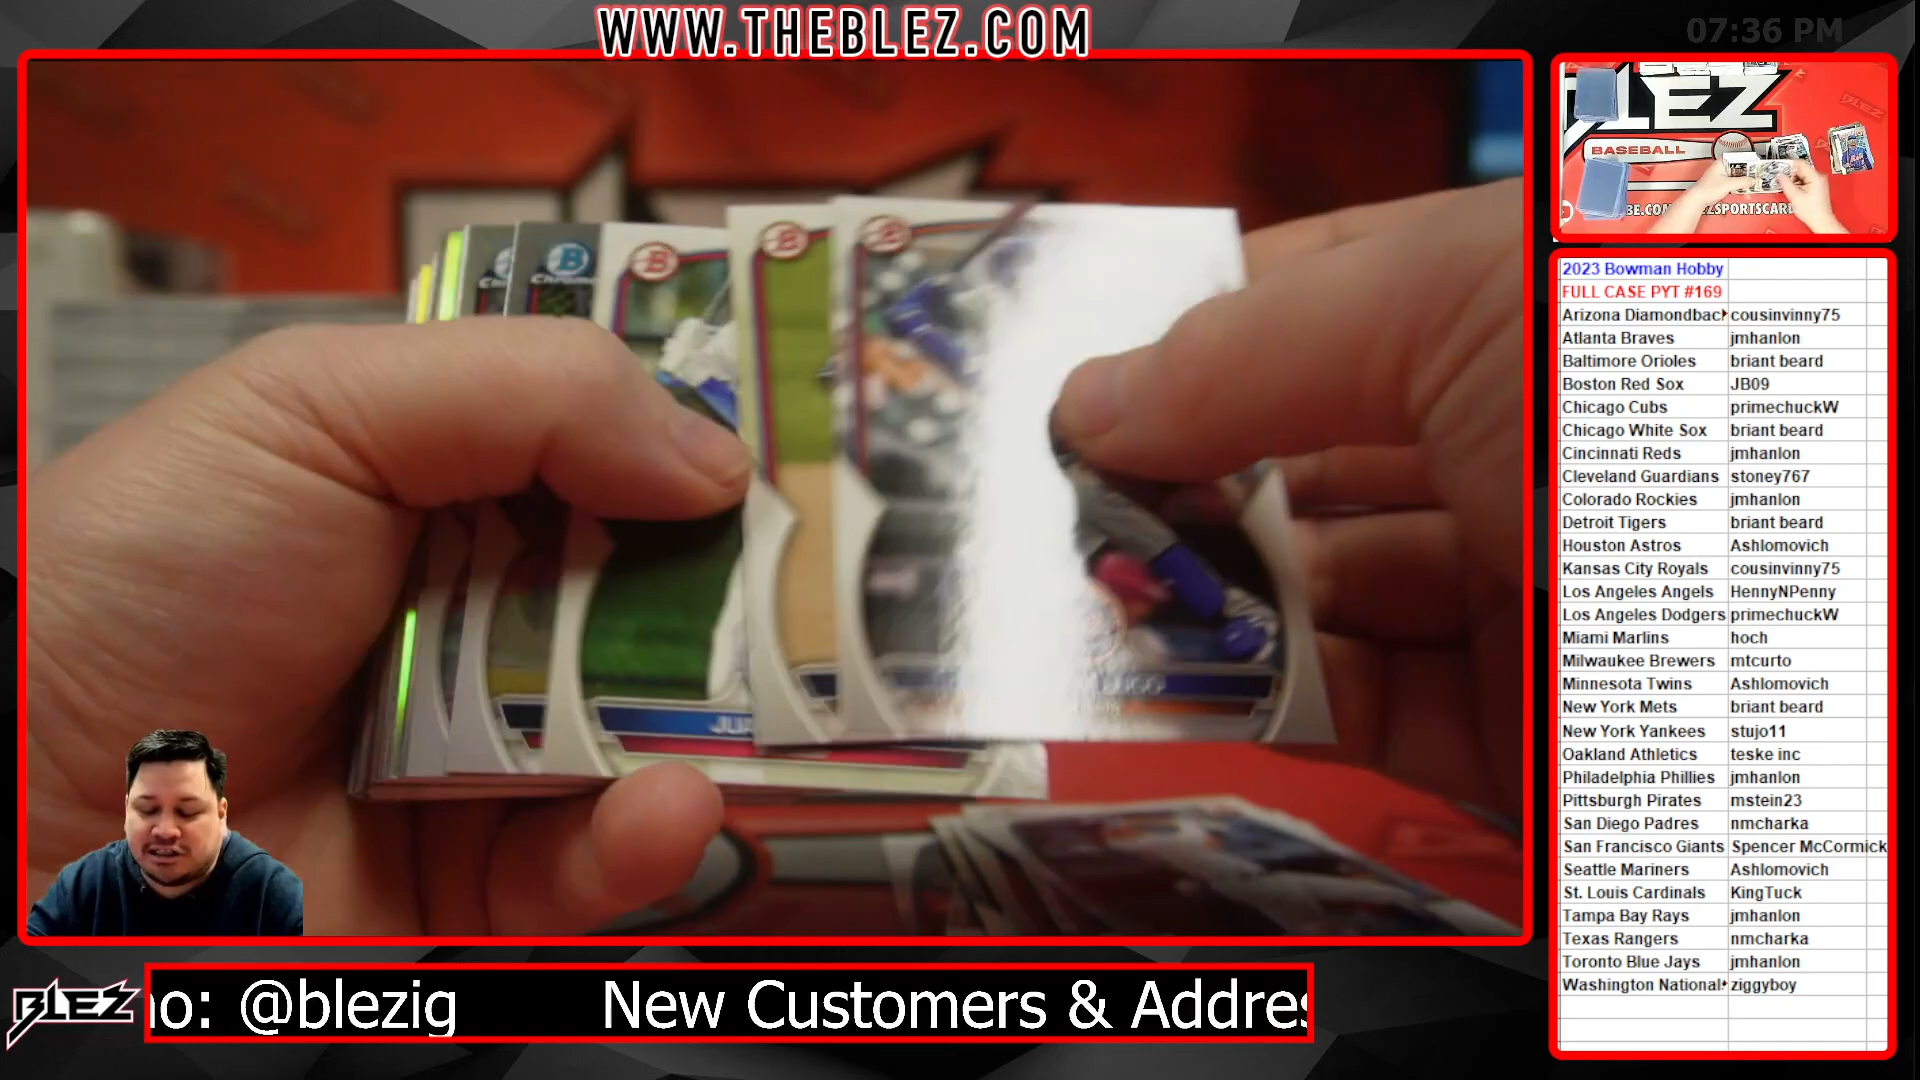 WWW.THEBLEZ.COM
07:36 PM
LEZ
BASEBALL
BLEZ
2023 Bowman Hobby
FULL CASE PYT #169
Arizona Diamondbac cousinvinny75
Atlanta Braves jmhanlon
Baltimore Orioles briant beard
Boston Red Sox JB09
Chicago Cubs primechuckW
Chicago White Sox briant beard
Cincinnati Reds jmhanlon
Cleveland Guardians stoney767
Colorado Rockies jmhanlon
Detroit Tigers briant beard
Houston Astros Ashlomovich
Kansas City Royals cousinvinny75
Los Angeles Angels HennyNPenny
Los Angeles Dodgers primechuckW
Miami Marlins hoch
Milwaukee Brewers mtcurto
Minnesota Twins Ashlomovich
New York Mets briant beard
New York Yankees stujo11
Oakland Athletics teske inc
Philadelphia Phillies jmhanlon
Pittsburgh Pirates mstein23
San Diego Padres nmcharka
San Francisco Giants Spencer McCormick
Seattle Mariners Ashlomovich
St. Louis Cardinals KingTuck
Tampa Bay Rays jmhanlon
Texas Rangers nmcharka
Toronto Blue Jays jmhanlon
Washington National ziggyboy
B
B
B
B
Chrome
JUA
BLEZ
no: @blezig New Customers & Addres